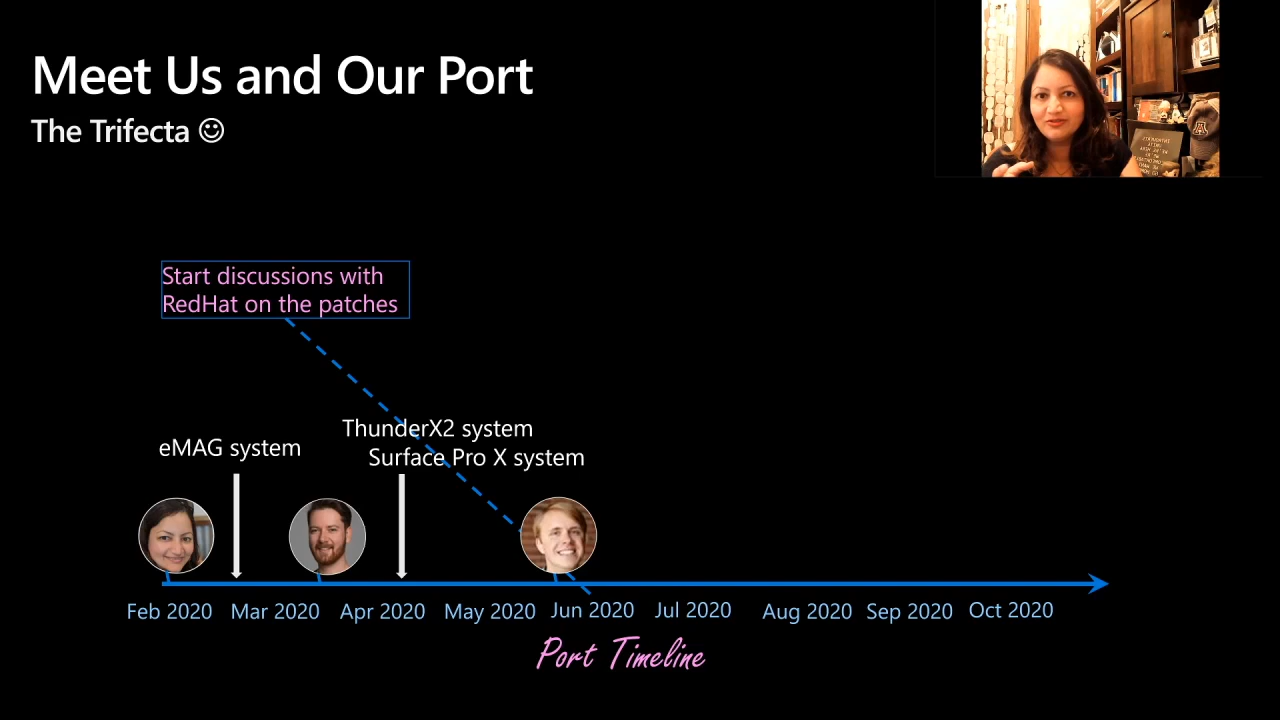 Meet Us and Our Port
The Trifecta ☺
Start discussions with
RedHat on the patches
ThunderX2 system
eMAG system
Surface Pro X system
Feb 2020 Mar 2020 Apr 2020 May 2020 Jun 2020 Jul 2020 Aug 2020 Sep 2020 Oct 2020
Port Timeline